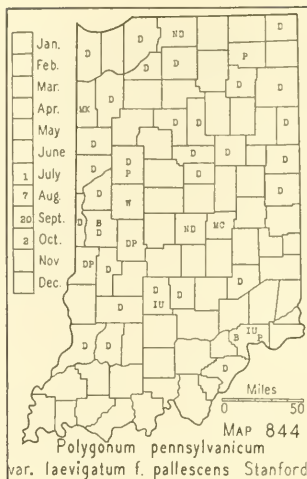 Jan.
Feb.
Mar.
Apr.
May
June
1 July
7 Aug.
20 Sept.
2 Oct.
Nov
Dec.
D D D ND D
D D P
MK D D D
D D
D D D D
D P D
W D
D B D ND MC
DP
DP D
D IU D
D
IU
D D B P
D
Miles
0 50
MAP 844
Polygonum pennsylvanicum
var. laevigatum f. pallescens Stanford